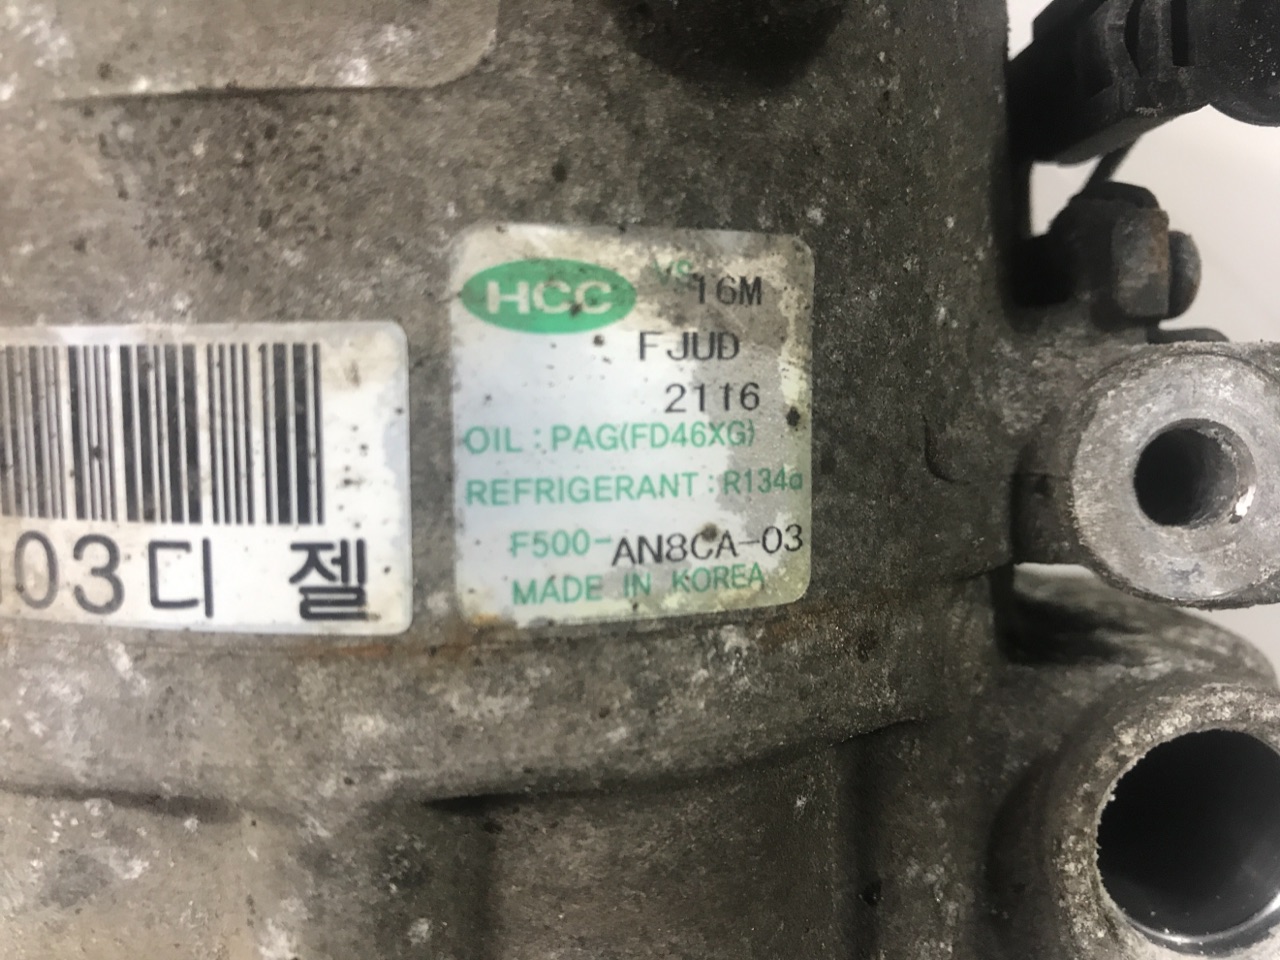 HCC VS 16M
FJUD
2116
OIL : PAG(FD46XG)
REFRIGERANT : R134a
F500-AN8CA-03
MADE IN KOREA
03디 젤